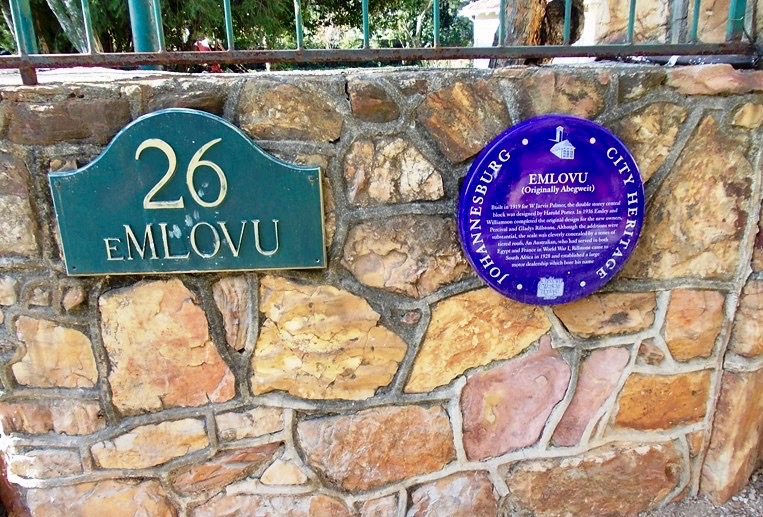 26
eMLOVU
JOHANNESBURG CITY HERITAGE
EMLOVU
(Originally Abegweit)
Built in 1919 for W. Jarvis Palmer, the double storey central
block was designed by Harold Porter. In 1936 Emley and
Williamson completed the original design for the new owners,
Percival and Gladys Rillstone. Although the additions were
substantial, the scale was cleverly concealed by a series of
tiered roofs. An Australian, who had served in both
Egypt and France in World War I, Rillstone came to
South Africa in 1928 and established a large
motor dealership which bore his name